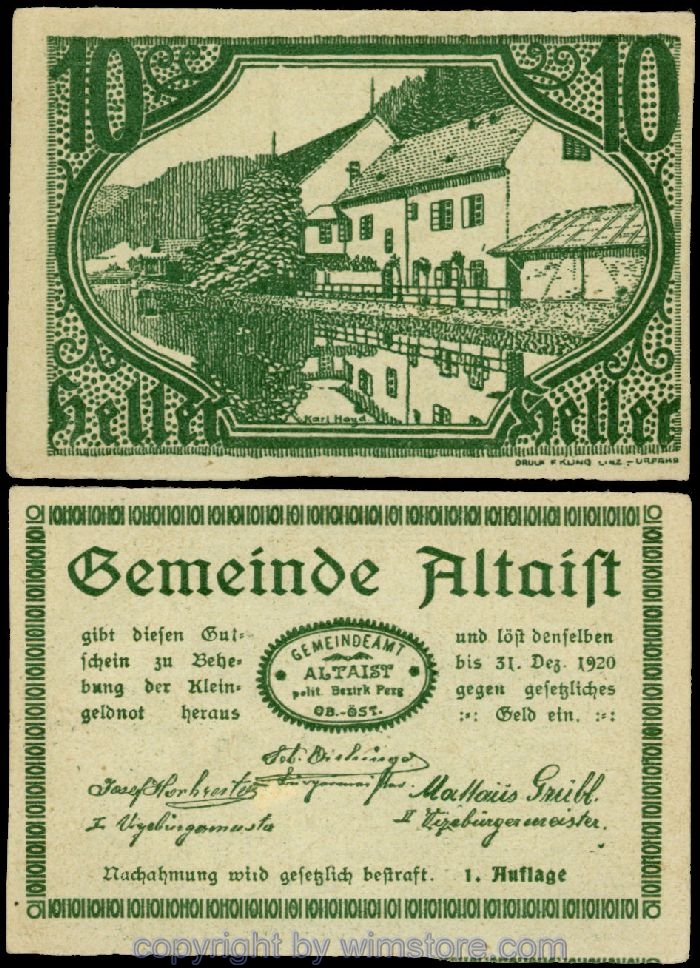 10 10
Heller Heller
Karl Hayd
DRUCK F. KLING LINZ-URFAHR
Gemeinde Altaiſt
gibt dieſen Gut=
ſchein zu Behe=
bung der Klein=
geldnot heraus
GEMEINDEAMT
ALTAIST
polit. Bezirk Perg
OB.-ÖST.
und löſt denſelben
bis 31. Dez. 1920
gegen geſetzliches
:-: Geld ein. :-:
Bürgermeister
Josef
Mattäus
I Vizebürgermeister
II Vizebürgermeister.
Nachahmung wird geſetzlich beſtraft. 1. Auflage
copyright by wimstore.com